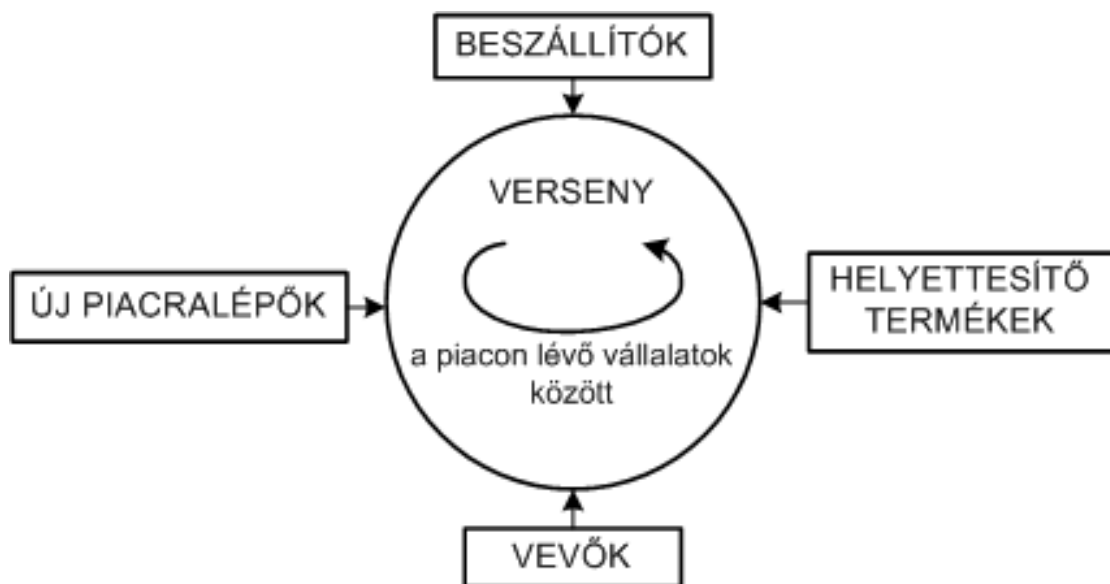 BESZÁLLÍTÓK
VERSENY
ÚJ PIACRALÉPŐK
HELYETTESÍTŐ
TERMÉKEK
a piacon lévő vállalatok
között
VEVŐK